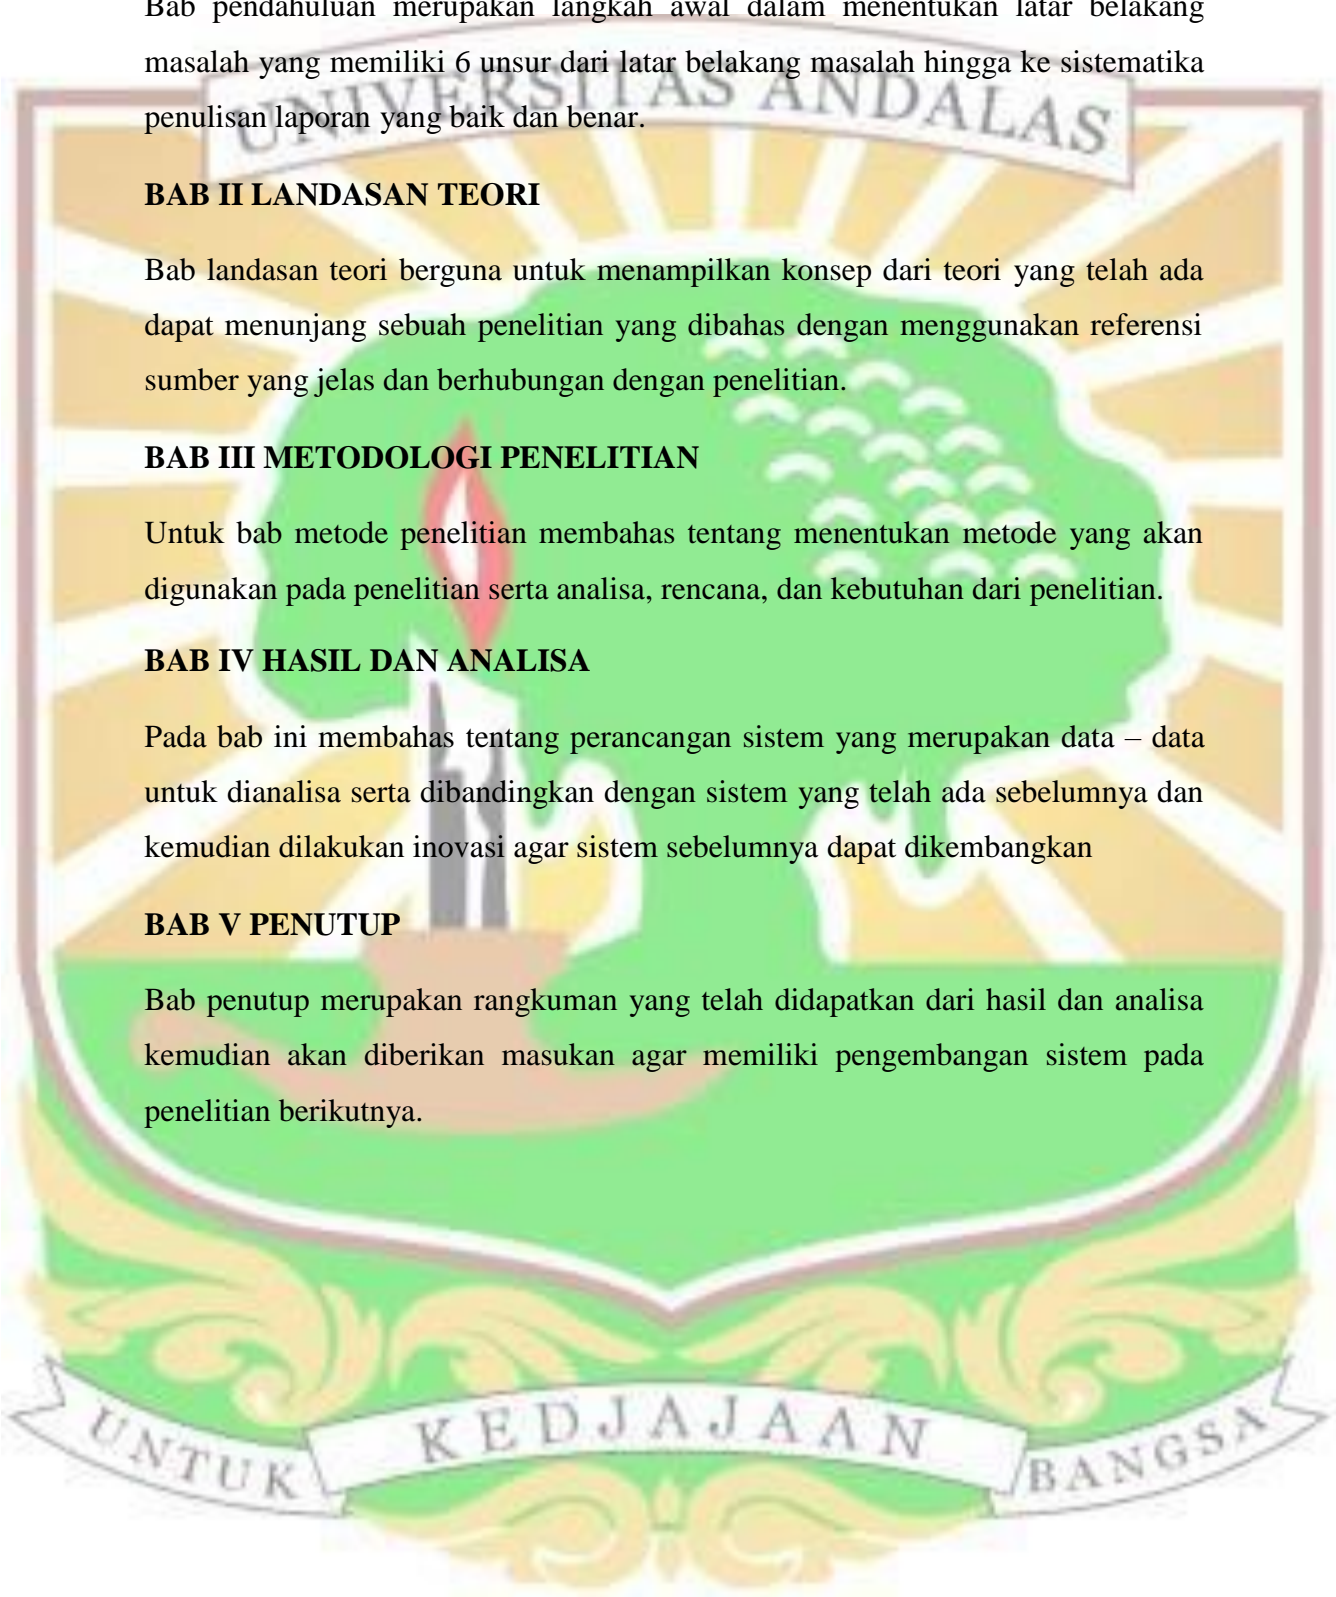 Bab pendahuluan merupakan langkah awal dalam menentukan latar belakang
masalah yang memiliki 6 unsur dari latar belakang masalah hingga ke sistematika
penulisan laporan yang baik dan benar.
UNIVERSITAS ANDALAS
BAB II LANDASAN TEORI
Bab landasan teori berguna untuk menampilkan konsep dari teori yang telah ada
dapat menunjang sebuah penelitian yang dibahas dengan menggunakan referensi
sumber yang jelas dan berhubungan dengan penelitian.
BAB III METODOLOGI PENELITIAN
Untuk bab metode penelitian membahas tentang menentukan metode yang akan
digunakan pada penelitian serta analisa, rencana, dan kebutuhan dari penelitian.
BAB IV HASIL DAN ANALISA
Pada bab ini membahas tentang perancangan sistem yang merupakan data – data
untuk dianalisa serta dibandingkan dengan sistem yang telah ada sebelumnya dan
kemudian dilakukan inovasi agar sistem sebelumnya dapat dikembangkan
BAB V PENUTUP
Bab penutup merupakan rangkuman yang telah didapatkan dari hasil dan analisa
kemudian akan diberikan masukan agar memiliki pengembangan sistem pada
penelitian berikutnya.
UNTUK KEDJAJAAN BANGSA